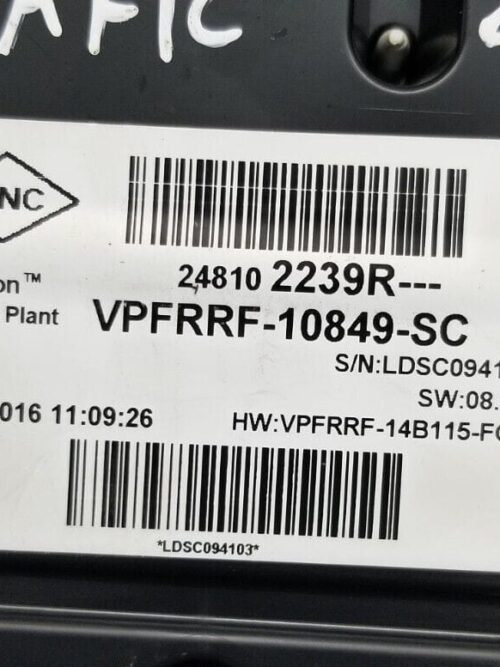 AFIC
NC
24810 2239R---
on™
Plant
VPFRRF-10849-SC
S/N:LDSC0941
SW:08.
016 11:09:26
HW:VPFRRF-14B115-F
*LDSC094103*